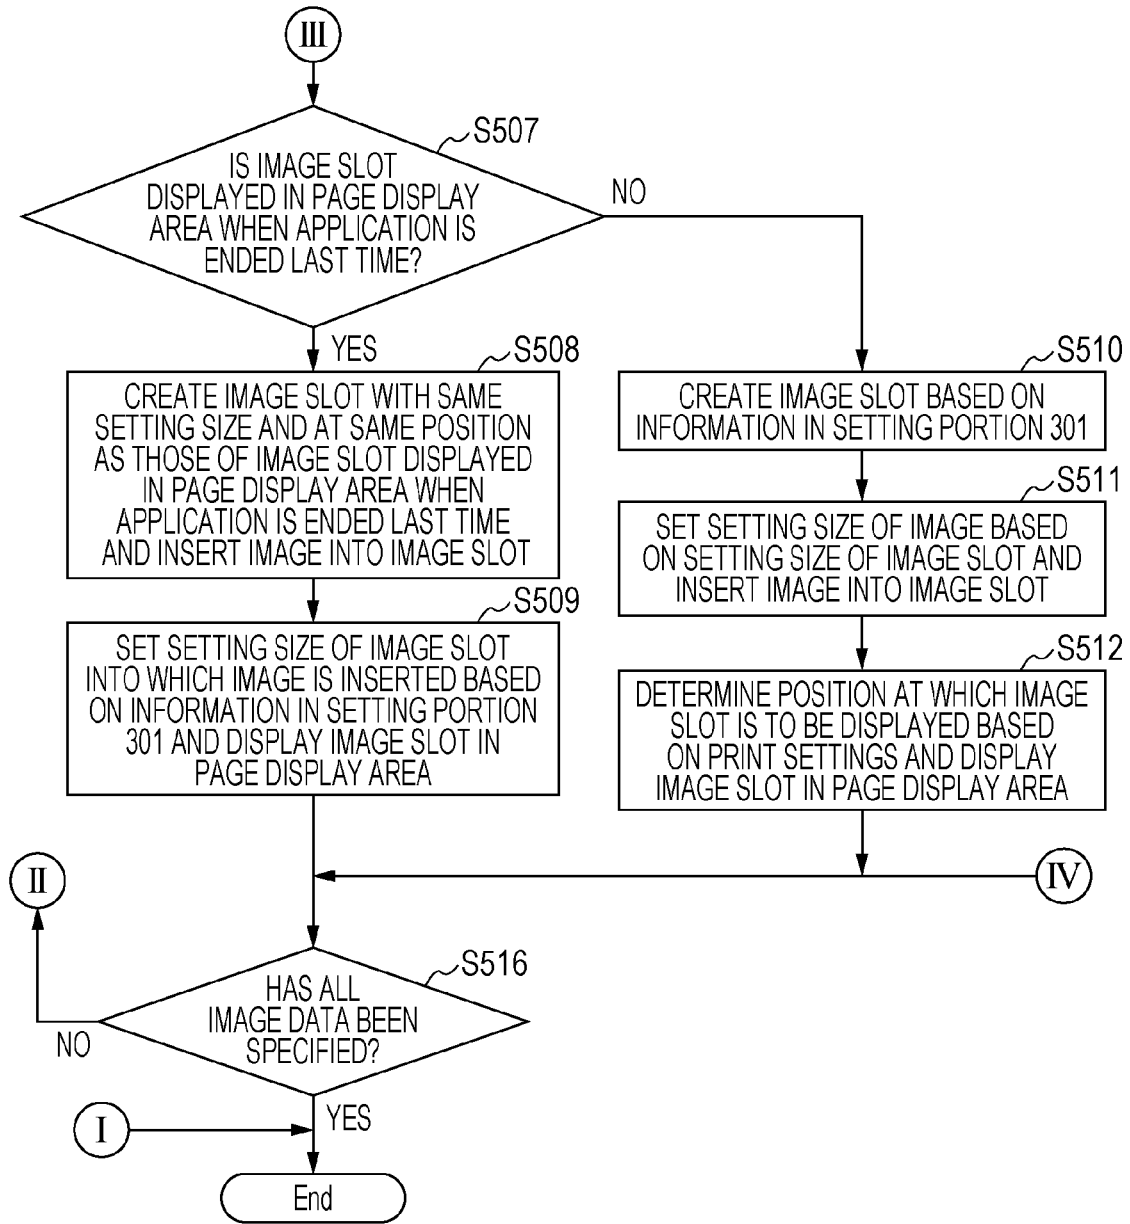 III
S507
IS IMAGE SLOT
DISPLAYED IN PAGE DISPLAY
AREA WHEN APPLICATION IS
ENDED LAST TIME?
NO
YES
S508
CREATE IMAGE SLOT WITH SAME
SETTING SIZE AND AT SAME POSITION
AS THOSE OF IMAGE SLOT DISPLAYED
IN PAGE DISPLAY AREA WHEN
APPLICATION IS ENDED LAST TIME
AND INSERT IMAGE INTO IMAGE SLOT
S509
SET SETTING SIZE OF IMAGE SLOT
INTO WHICH IMAGE IS INSERTED BASED
ON INFORMATION IN SETTING PORTION
301 AND DISPLAY IMAGE SLOT IN
PAGE DISPLAY AREA
S510
CREATE IMAGE SLOT BASED ON
INFORMATION IN SETTING PORTION 301
S511
SET SETTING SIZE OF IMAGE BASED
ON SETTING SIZE OF IMAGE SLOT AND
INSERT IMAGE INTO IMAGE SLOT
S512
DETERMINE POSITION AT WHICH IMAGE
SLOT IS TO BE DISPLAYED BASED
ON PRINT SETTINGS AND DISPLAY
IMAGE SLOT IN PAGE DISPLAY AREA
IV
II
S516
HAS ALL
IMAGE DATA BEEN
SPECIFIED?
NO
YES
I
End